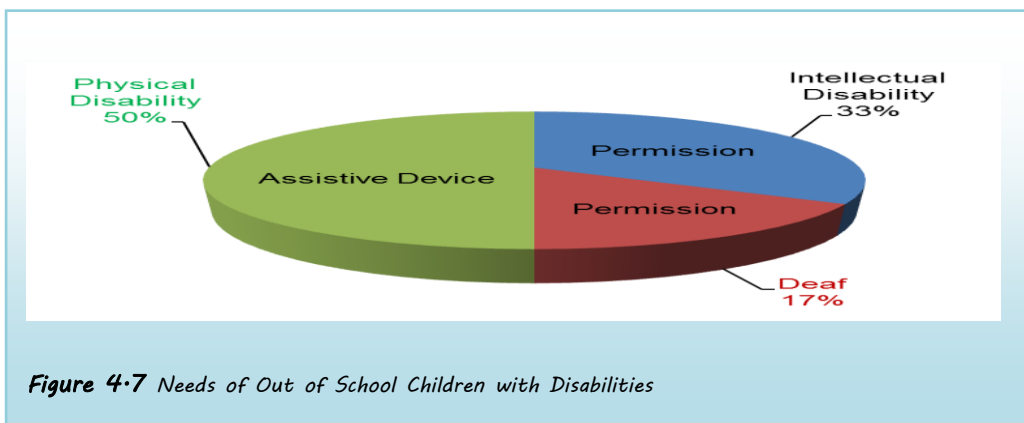 Physical
Disability
50%
Intellectual
Disability
33%
Permission
Assistive Device
Permission
Deaf
17%
Figure 4.7 Needs of Out of School Children with Disabilities